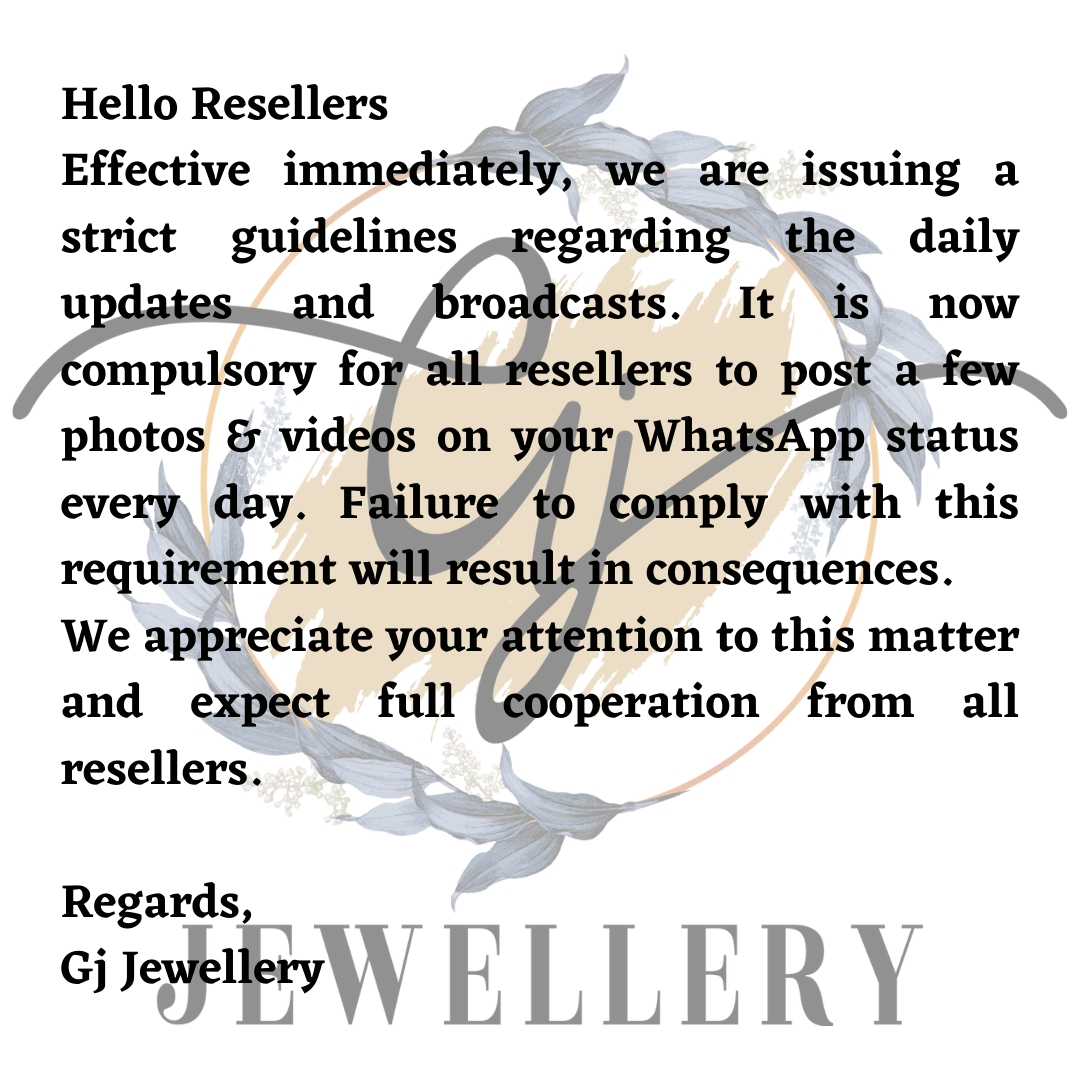 Hello Resellers
Effective immediately, we are issuing a
strict guidelines regarding the daily
updates and broadcasts. It is now
compulsory for all resellers to post a few
photos & videos on your WhatsApp status
every day. Failure to comply with this
requirement will result in consequences.
We appreciate your attention to this matter
and expect full cooperation from all
resellers.
Regards,
Gj Jewellery
Gj
JEWELLERY